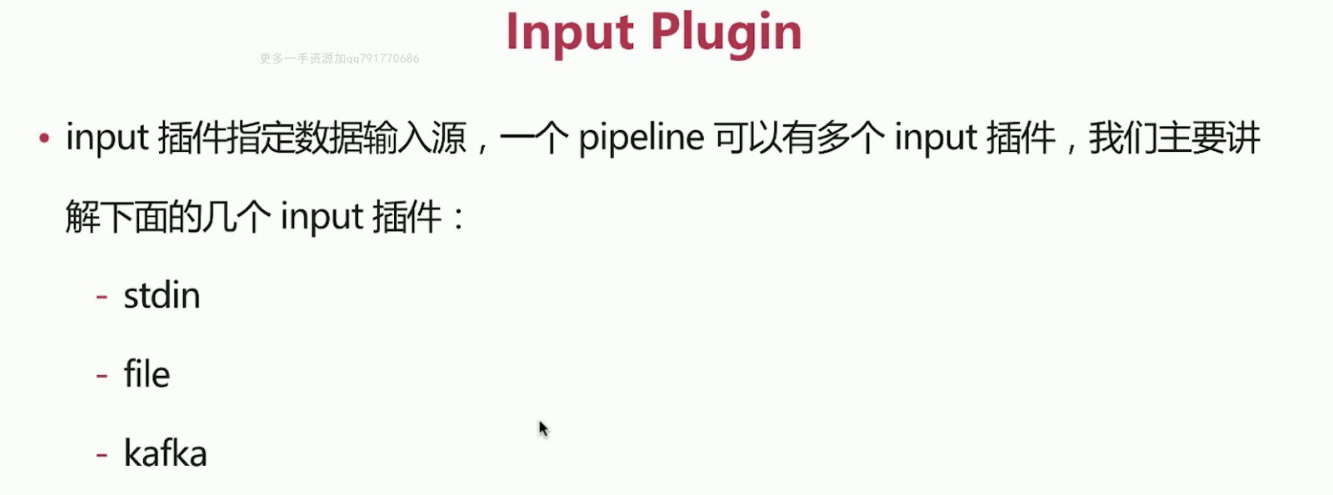 Input Plugin
更多一手资源加qq791770686
• input 插件指定数据输入源，一个 pipeline 可以有多个 input 插件，我们主要讲
解下面的几个 input 插件：
- stdin
- file
- kafka